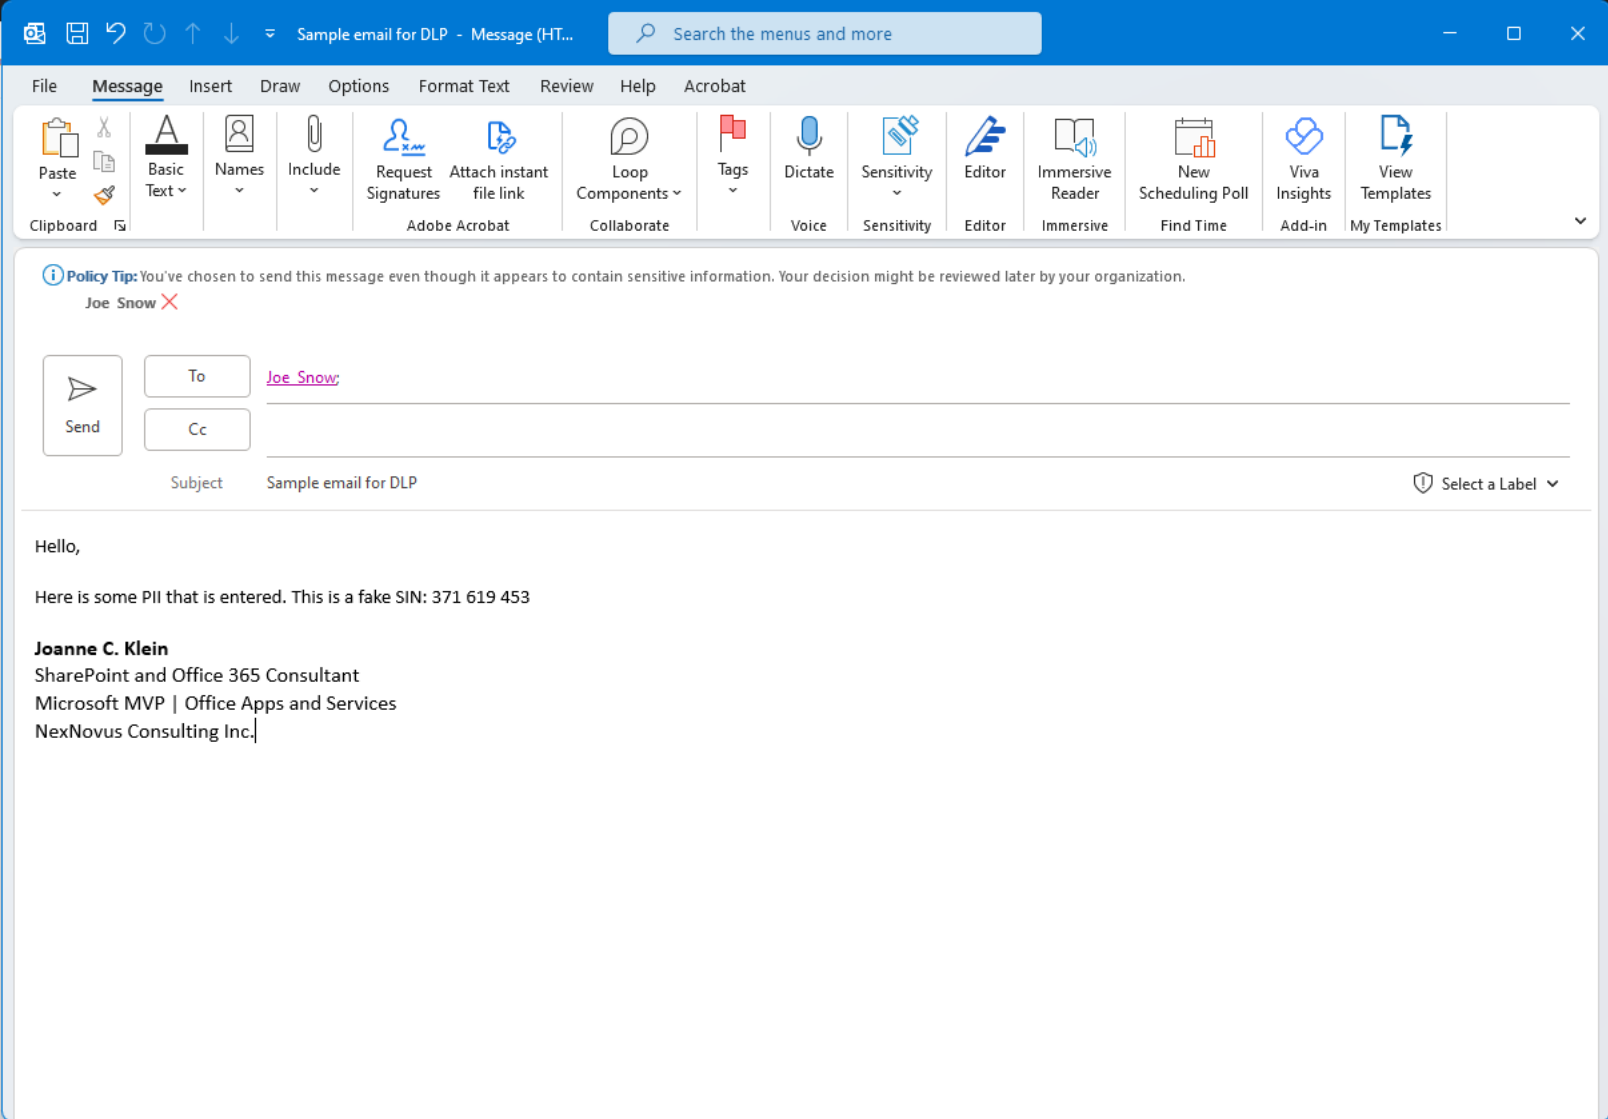 Sample email for DLP - Message (HT...
Search the menus and more
File Message Insert Draw Options Format Text Review Help Acrobat
Paste
Basic Text
Names
Include
Request Signatures
Attach instant file link
Loop Components
Tags
Dictate
Sensitivity
Editor
Immersive Reader
New Scheduling Poll
Viva Insights
View Templates
Clipboard Adobe Acrobat Collaborate Voice Sensitivity Editor Immersive Find Time Add-in My Templates
Policy Tip: You've chosen to send this message even though it appears to contain sensitive information. Your decision might be reviewed later by your organization.
Joe Snow
Send
To
Joe Snow;
Cc
Subject Sample email for DLP
Select a Label
Hello,
Here is some PII that is entered. This is a fake SIN: 371 619 453
Joanne C. Klein
SharePoint and Office 365 Consultant
Microsoft MVP | Office Apps and Services
NexNovus Consulting Inc.